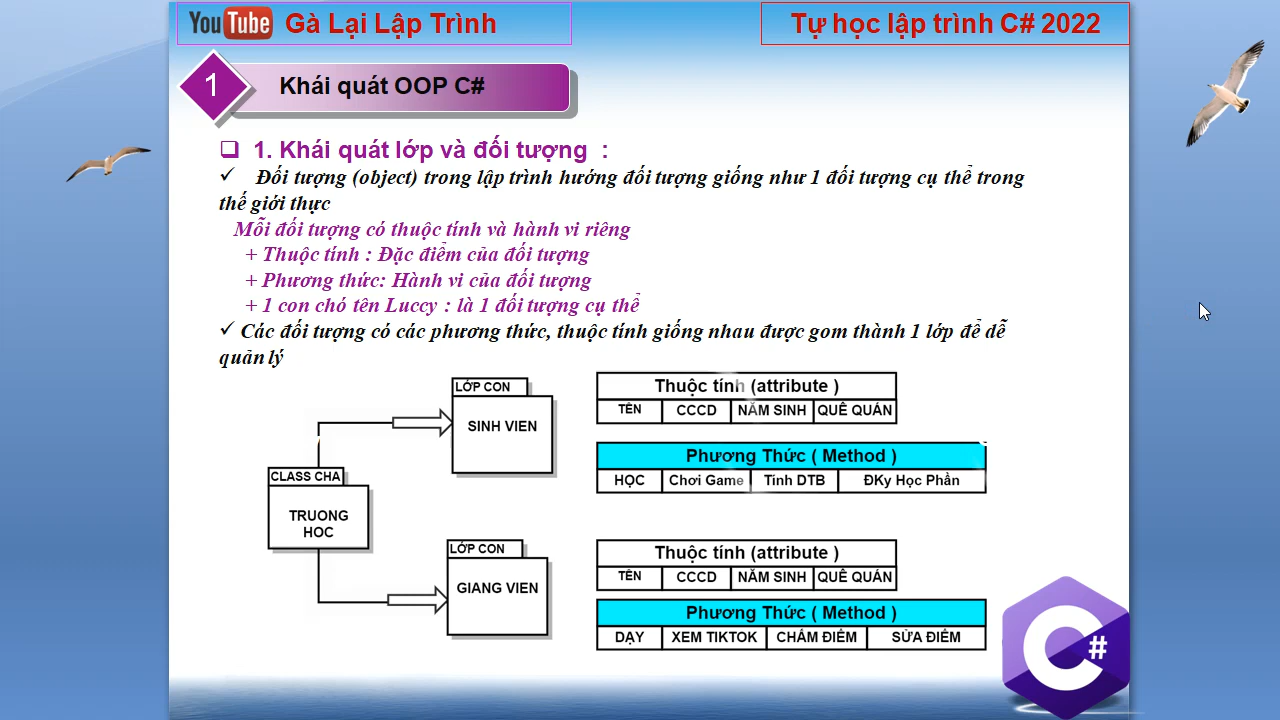 YouTube Gà Lại Lập Trình
Tự học lập trình C# 2022
1
Khái quát OOP C#
1. Khái quát lớp và đối tượng :
Đối tượng (object) trong lập trình hướng đối tượng giống như 1 đối tượng cụ thể trong
thế giới thực
Mỗi đối tượng có thuộc tính và hành vi riêng
+ Thuộc tính : Đặc điểm của đối tượng
+ Phương thức: Hành vi của đối tượng
+ 1 con chó tên Luccy : là 1 đối tượng cụ thể
Các đối tượng có các phương thức, thuộc tính giống nhau được gom thành 1 lớp để dễ
quản lý
LỚP CON
SINH VIEN
Thuộc tính (attribute )
TÊN CCCD NĂM SINH QUÊ QUÁN
Phương Thức ( Method )
HỌC Chơi Game Tính DTB ĐKy Học Phần
CLASS CHA
TRUONG
HOC
LỚP CON
GIANG VIEN
Thuộc tính (attribute )
TÊN CCCD NĂM SINH QUÊ QUÁN
Phương Thức ( Method )
DẠY XEM TIKTOK CHẤM ĐIỂM SỬA ĐIỂM
C#